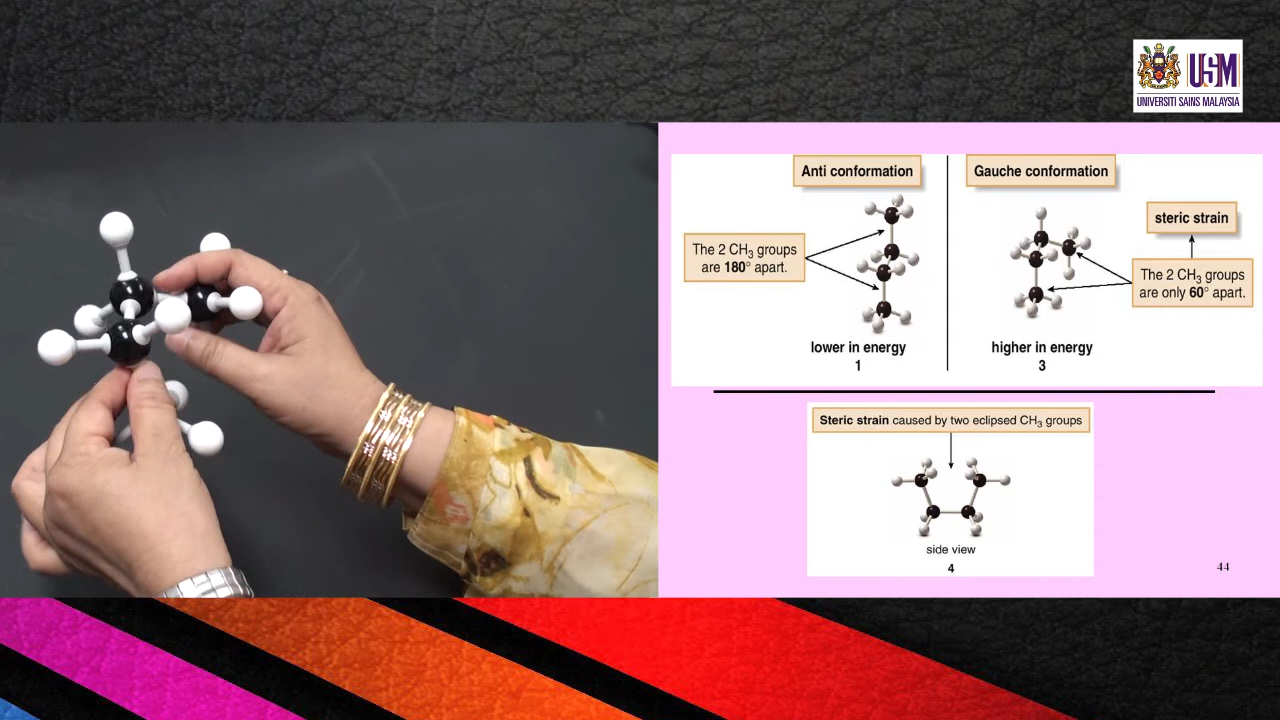 USM
UNIVERSITI SAINS MALAYSIA
Anti conformation
Gauche conformation
steric strain
The 2 CH₃ groups
are 180° apart.
The 2 CH₃ groups
are only 60° apart.
lower in energy
1
higher in energy
3
Steric strain caused by two eclipsed CH₃ groups
side view
4
44